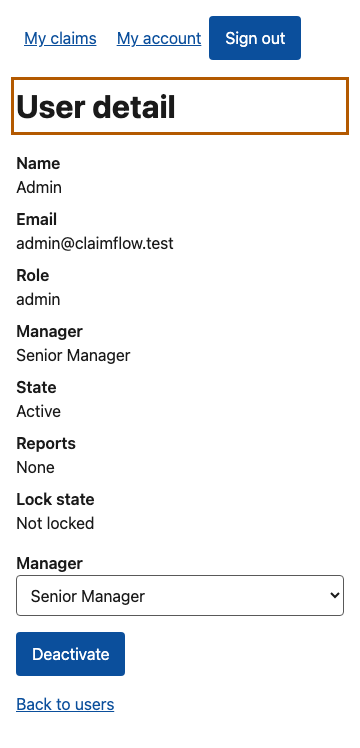 My claims My account Sign out
User detail
Name
Admin
Email
admin@claimflow.test
Role
admin
Manager
Senior Manager
State
Active
Reports
None
Lock state
Not locked
Manager
Senior Manager
Deactivate
Back to users